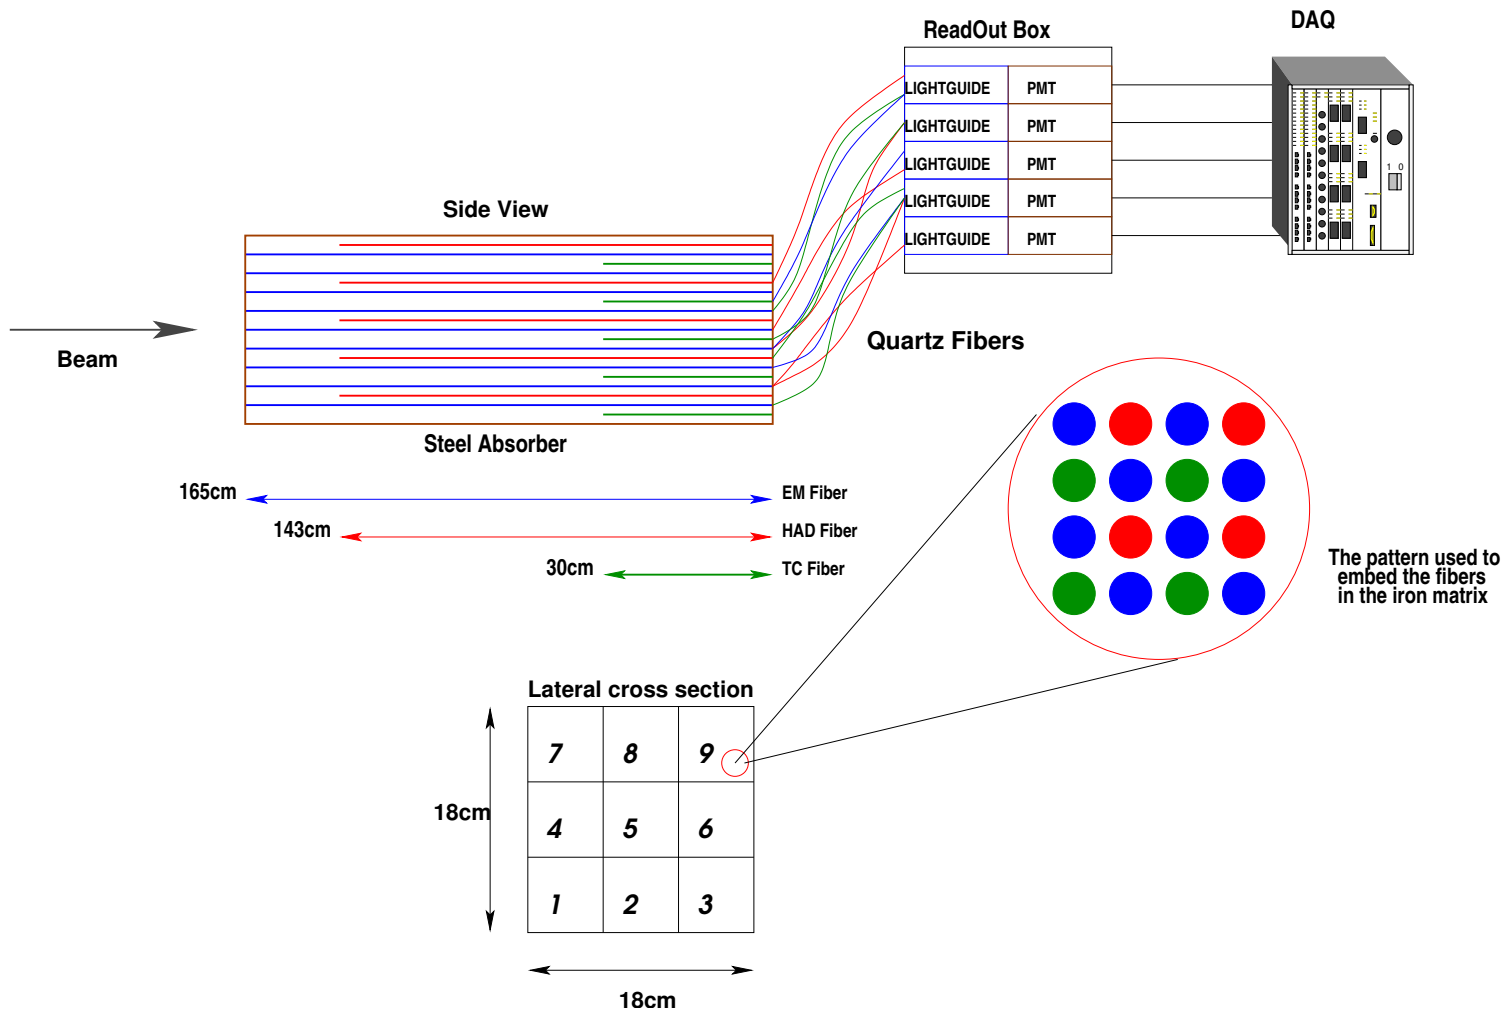 DAQ
ReadOut Box
LIGHTGUIDE PMT
LIGHTGUIDE PMT
LIGHTGUIDE PMT
LIGHTGUIDE PMT
LIGHTGUIDE PMT
1 0
Side View
Beam
Quartz Fibers
Steel Absorber
165cm EM Fiber
143cm HAD Fiber
30cm TC Fiber
The pattern used to
embed the fibers
in the iron matrix
Lateral cross section
7 8 9
18cm
4 5 6
1 2 3
18cm